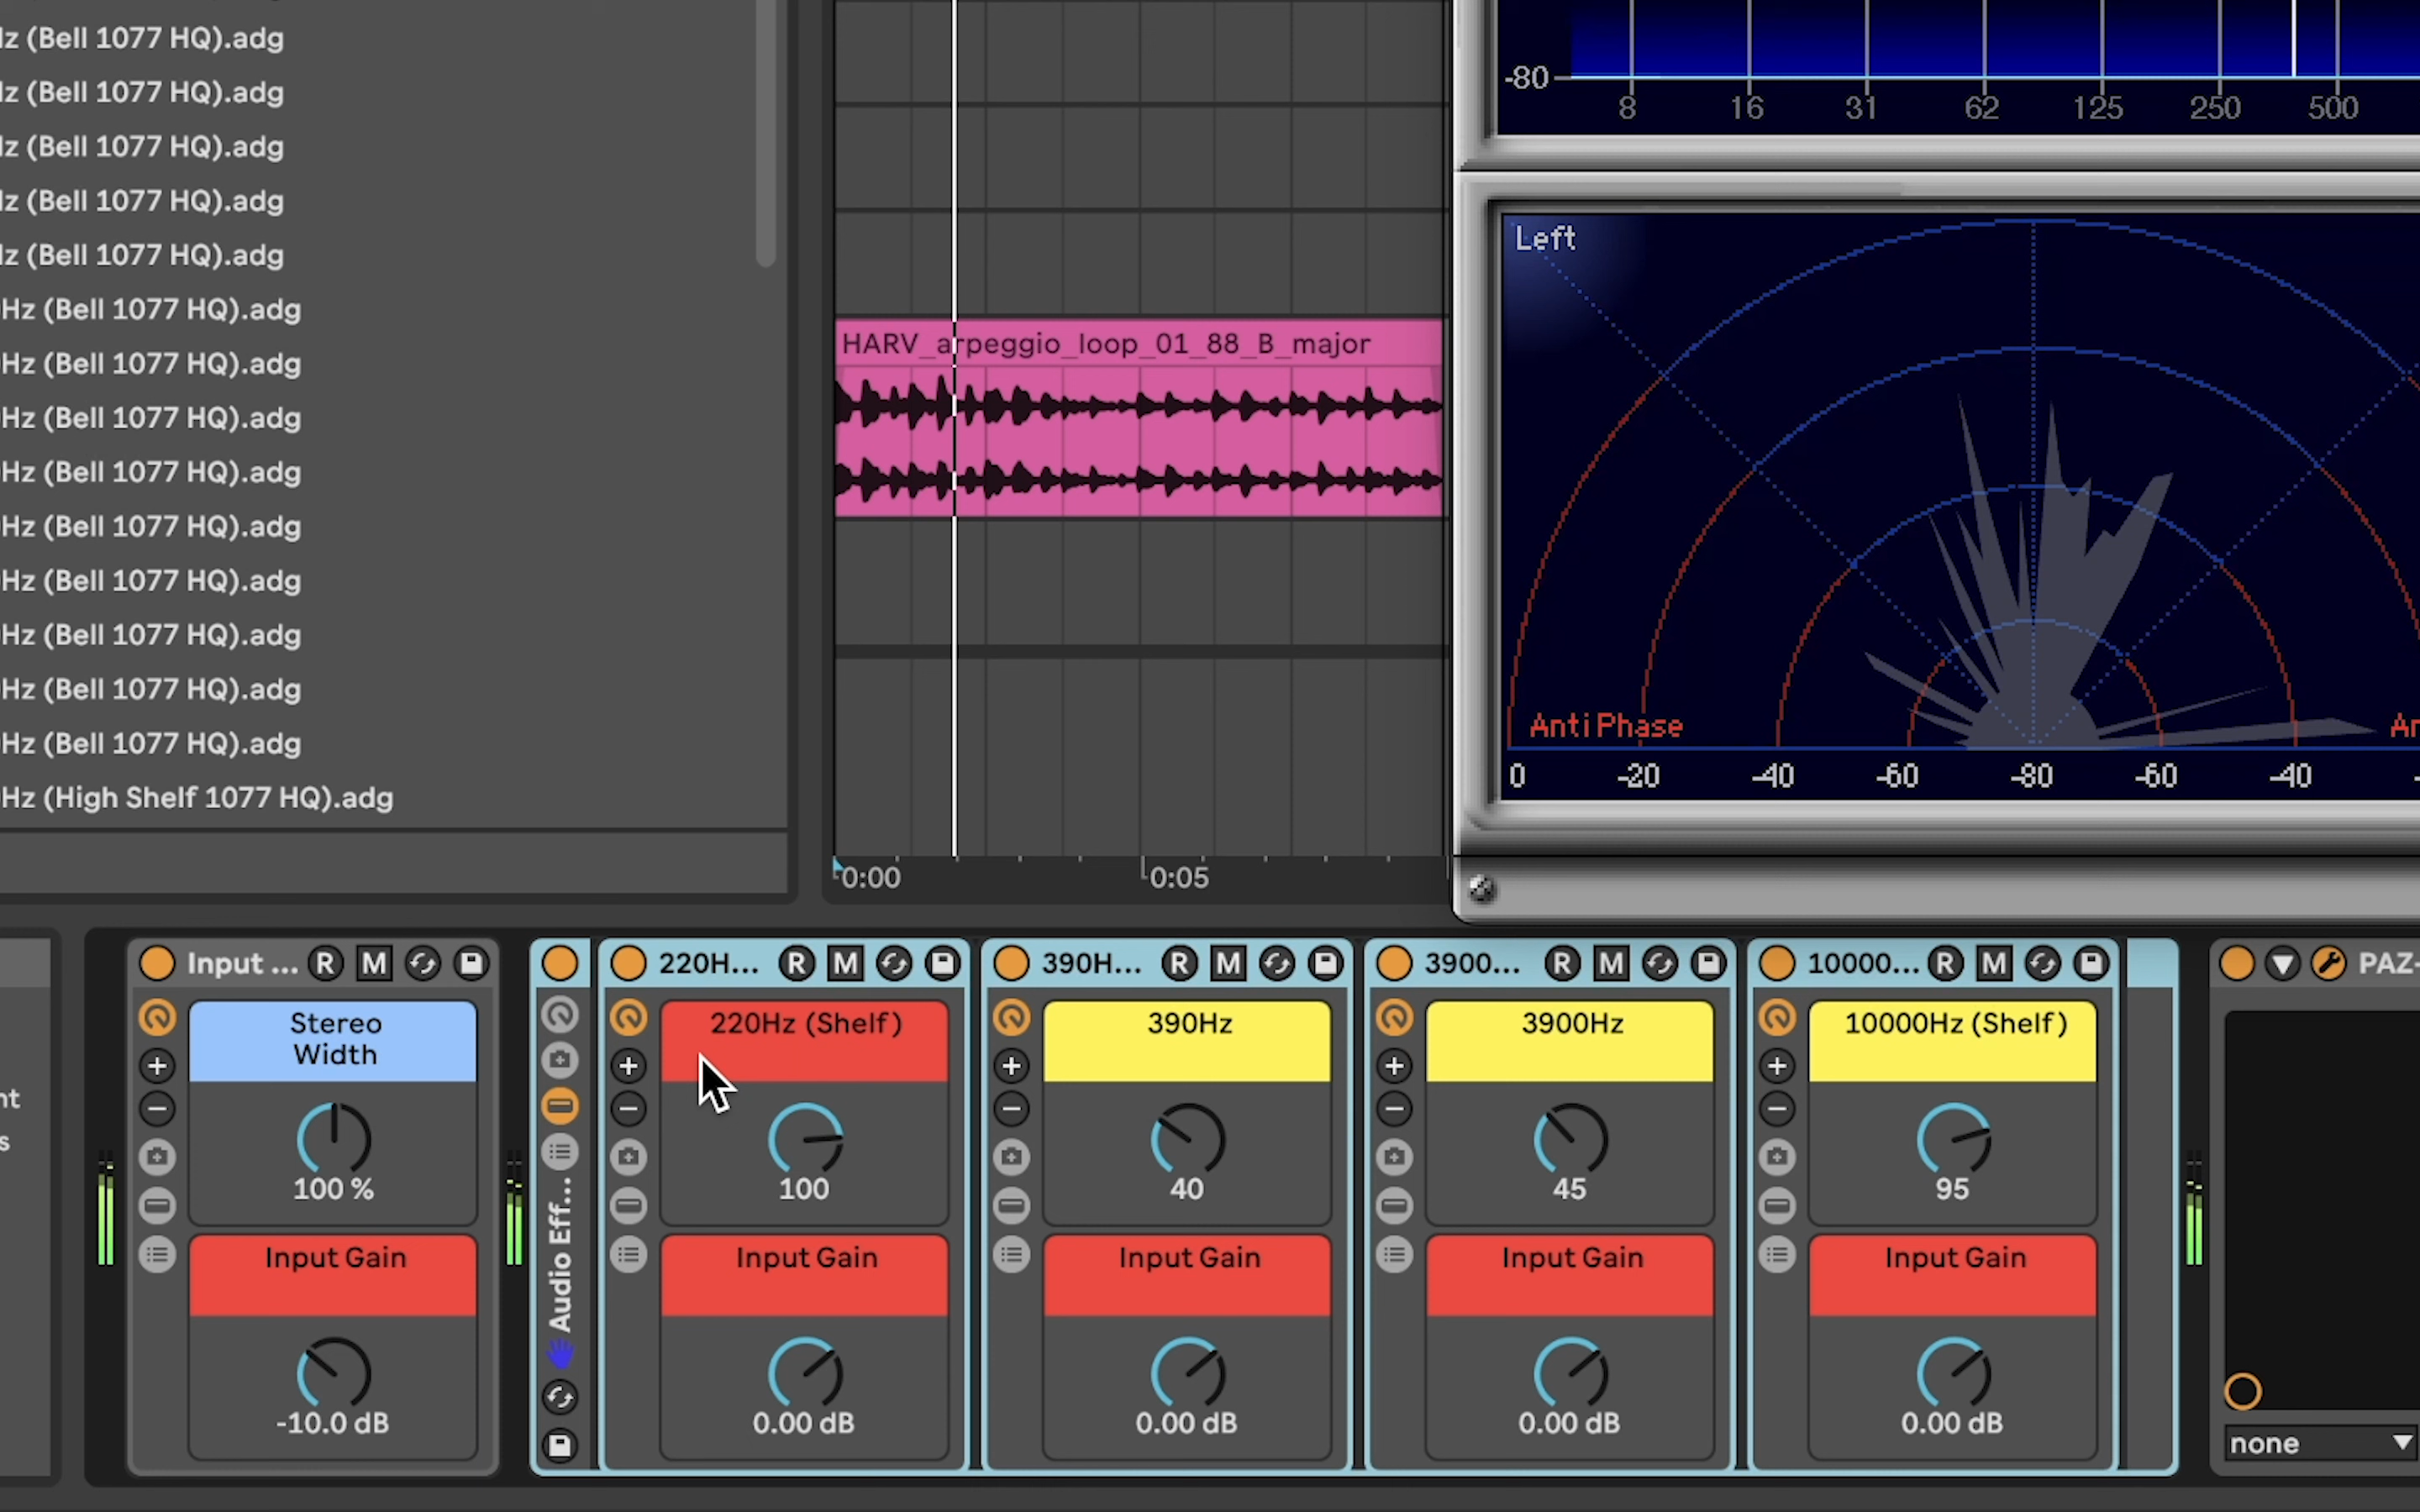 Hz (Bell 1077 HQ).adg
Hz (Bell 1077 HQ).adg
Hz (Bell 1077 HQ).adg
Hz (Bell 1077 HQ).adg
Hz (Bell 1077 HQ).adg
Hz (Bell 1077 HQ).adg
Hz (Bell 1077 HQ).adg
Hz (Bell 1077 HQ).adg
Hz (Bell 1077 HQ).adg
Hz (Bell 1077 HQ).adg
Hz (Bell 1077 HQ).adg
Hz (Bell 1077 HQ).adg
Hz (Bell 1077 HQ).adg
Hz (Bell 1077 HQ).adg
Hz (High Shelf 1077 HQ).adg
nt
s
HARV_arpeggio_loop_01_88_B_major
0:00 0:05
-80
8 16 31 62 125 250 500
Left
Anti Phase An
0 -20 -40 -60 -80 -60 -40
Input ... R M
220H... R M
390H... R M
3900... R M
10000... R M
PAZ-
Stereo
Width
100 %
Input Gain
-10.0 dB
Audio Eff...
220Hz (Shelf)
100
Input Gain
0.00 dB
390Hz
40
Input Gain
0.00 dB
3900Hz
45
Input Gain
0.00 dB
10000Hz (Shelf)
95
Input Gain
0.00 dB
none